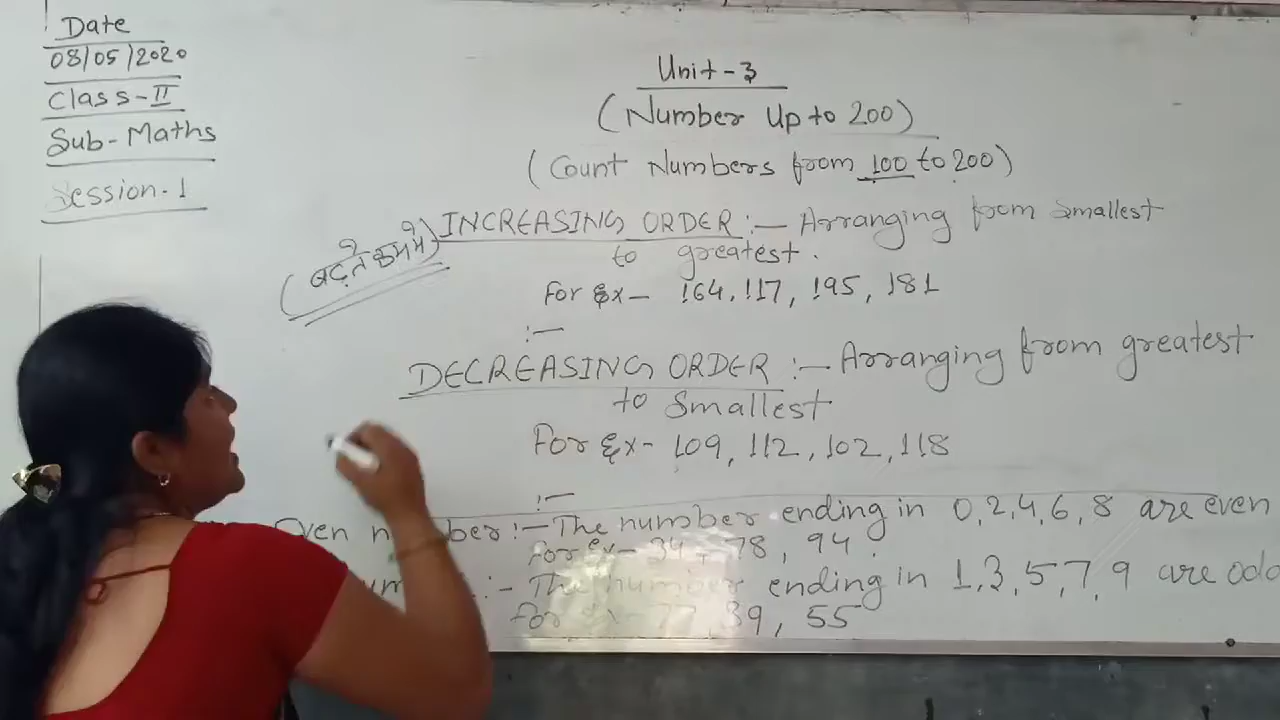 Date
08/05/2020
Class-II
Sub-Maths
Session-1
Unit-3
(Number Up to 200)
(Count Numbers from 100 to 200)
(बढ़ते क्रम में) INCREASING ORDER :— Arranging from Smallest
to greatest.
For Ex— 164, 117, 195, 181
:—
DECREASING ORDER :— Arranging from greatest
to Smallest
For Ex- 109, 112, 102, 118
:—
:—The number ending in 0,2,4,6,8 are even
For Ex— 34, 78, 94.
:- The number ending in 1,3,5,7,9 are odd
For Ex- 77, 39, 55